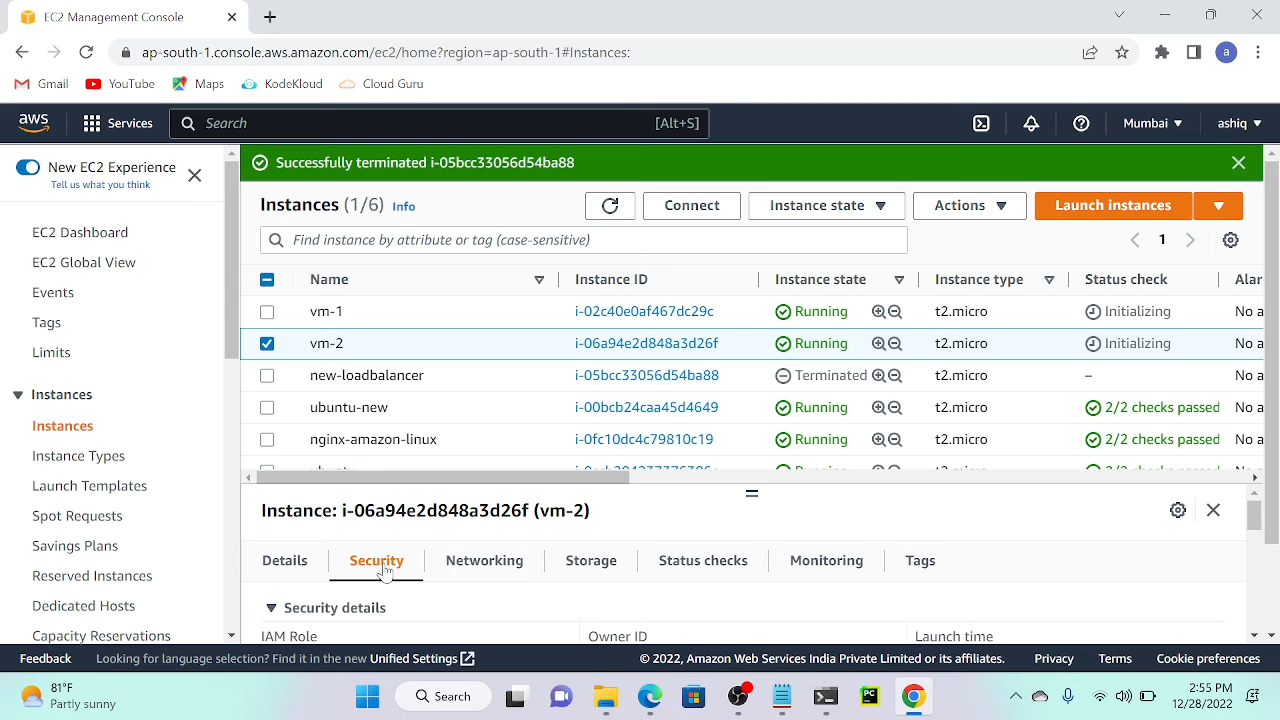 EC2 Management Console
ap-south-1.console.aws.amazon.com/ec2/home?region=ap-south-1#Instances:
a
Gmail YouTube Maps KodeKloud Cloud Guru
aws Services Search [Alt+S] Mumbai ashiq
New EC2 Experience
Tell us what you think
EC2 Dashboard
EC2 Global View
Events
Tags
Limits
Instances
Instances
Instance Types
Launch Templates
Spot Requests
Savings Plans
Reserved Instances
Dedicated Hosts
Capacity Reservations
Successfully terminated i-05bcc33056d54ba88
Instances (1/6) Info Connect Instance state Actions Launch instances
Find instance by attribute or tag (case-sensitive) 1
Name Instance ID Instance state Instance type Status check Alar
vm-1 i-02c40e0af467dc29c Running t2.micro Initializing No a
vm-2 i-06a94e2d848a3d26f Running t2.micro Initializing No a
new-loadbalancer i-05bcc33056d54ba88 Terminated t2.micro – No a
ubuntu-new i-00bcb24caa45d4649 Running t2.micro 2/2 checks passed No a
nginx-amazon-linux i-0fc10dc4c79810c19 Running t2.micro 2/2 checks passed No a
Instance: i-06a94e2d848a3d26f (vm-2)
Details Security Networking Storage Status checks Monitoring Tags
Security details
IAM Role Owner ID Launch time
Feedback Looking for language selection? Find it in the new Unified Settings © 2022, Amazon Web Services India Private Limited or its affiliates. Privacy Terms Cookie preferences
81°F
Partly sunny
Search
PC
2:55 PM
12/28/2022